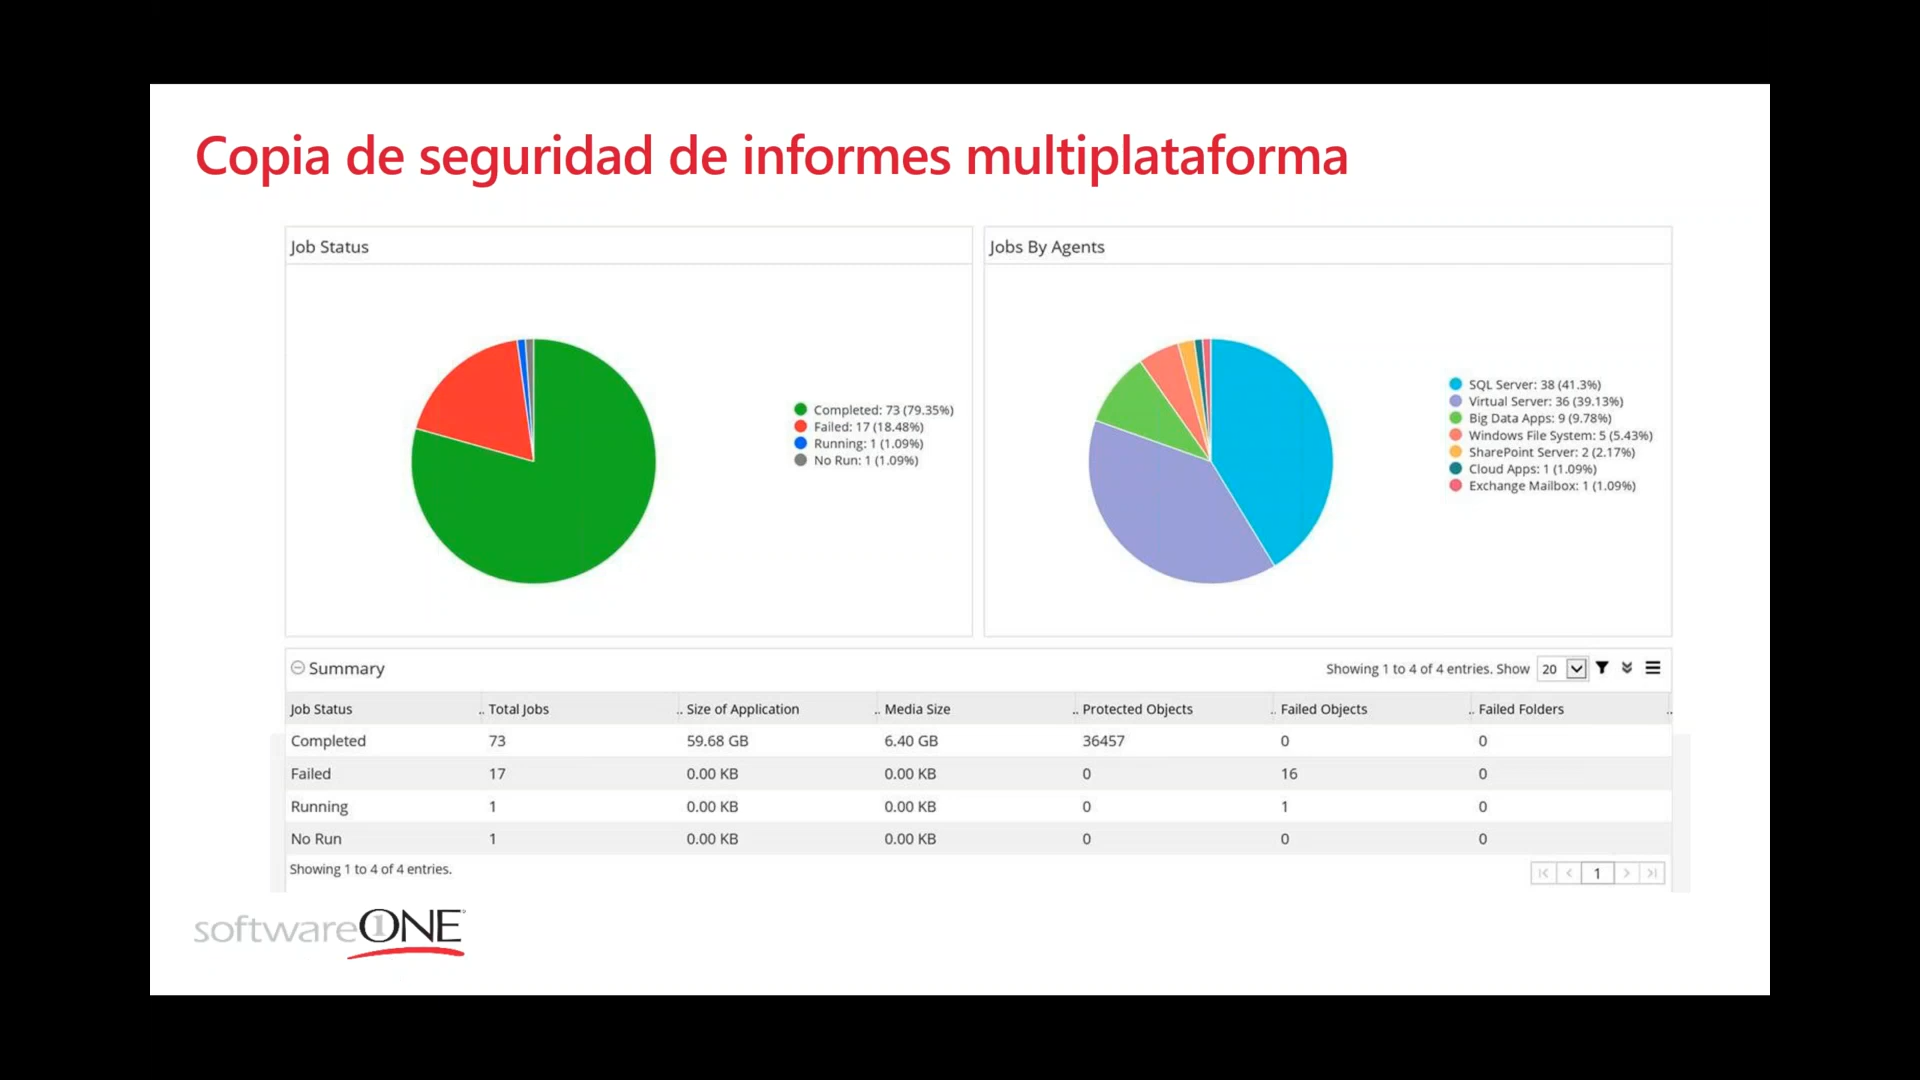 Copia de seguridad de informes multiplataforma
Job Status
Completed: 73 (79.35%)
Failed: 17 (18.48%)
Running: 1 (1.09%)
No Run: 1 (1.09%)
Jobs By Agents
SQL Server: 38 (41.3%)
Virtual Server: 36 (39.13%)
Big Data Apps: 9 (9.78%)
Windows File System: 5 (5.43%)
SharePoint Server: 2 (2.17%)
Cloud Apps: 1 (1.09%)
Exchange Mailbox: 1 (1.09%)
Summary Showing 1 to 4 of 4 entries. Show 20
Job Status .. Total Jobs .. Size of Application .. Media Size .. Protected Objects .. Failed Objects .. Failed Folders ..
Completed 73 59.68 GB 6.40 GB 36457 0 0
Failed 17 0.00 KB 0.00 KB 0 16 0
Running 1 0.00 KB 0.00 KB 0 1 0
No Run 1 0.00 KB 0.00 KB 0 0 0
Showing 1 to 4 of 4 entries. 1
softwareONE